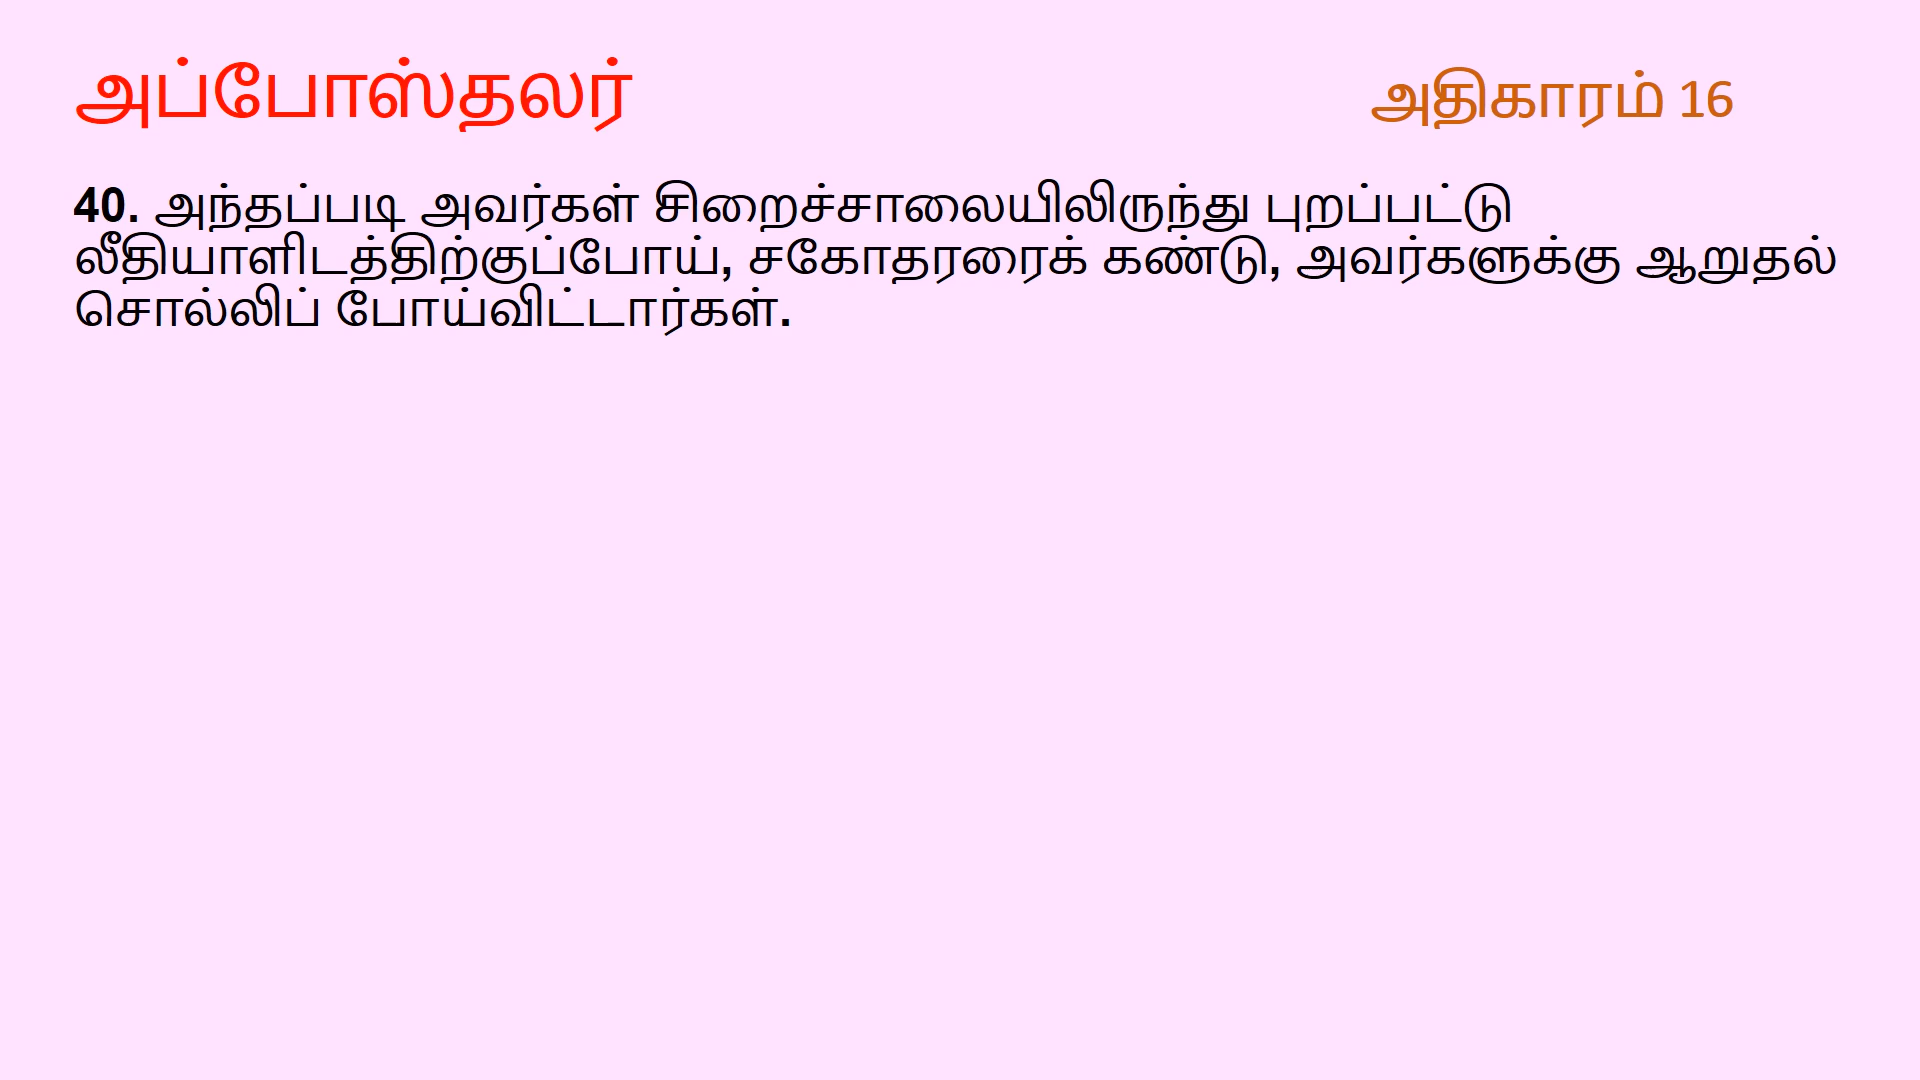 அப்போஸ்தலர்
அதிகாரம் 16
40. அந்தப்படி அவர்கள் சிறைச்சாலையிலிருந்து புறப்பட்டு
லீதியாளிடத்திற்குப்போய், சகோதரரைக் கண்டு, அவர்களுக்கு ஆறுதல்
சொல்லிப் போய்விட்டார்கள்.